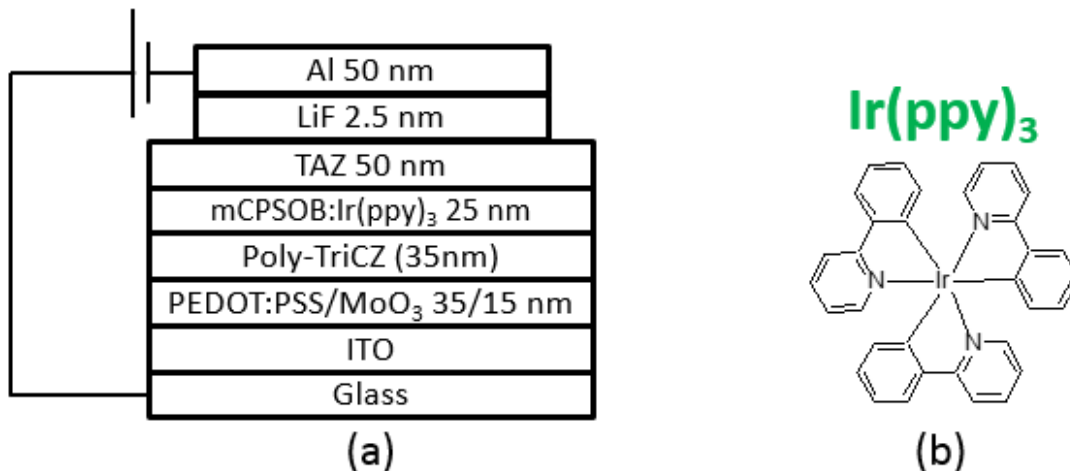 Al 50 nm
LiF 2.5 nm
TAZ 50 nm
mCPSOB:Ir(ppy)₃ 25 nm
Poly-TriCZ (35nm)
PEDOT:PSS/MoO₃ 35/15 nm
ITO
Glass
(a)
Ir(ppy)₃
N
N
Ir
N
(b)